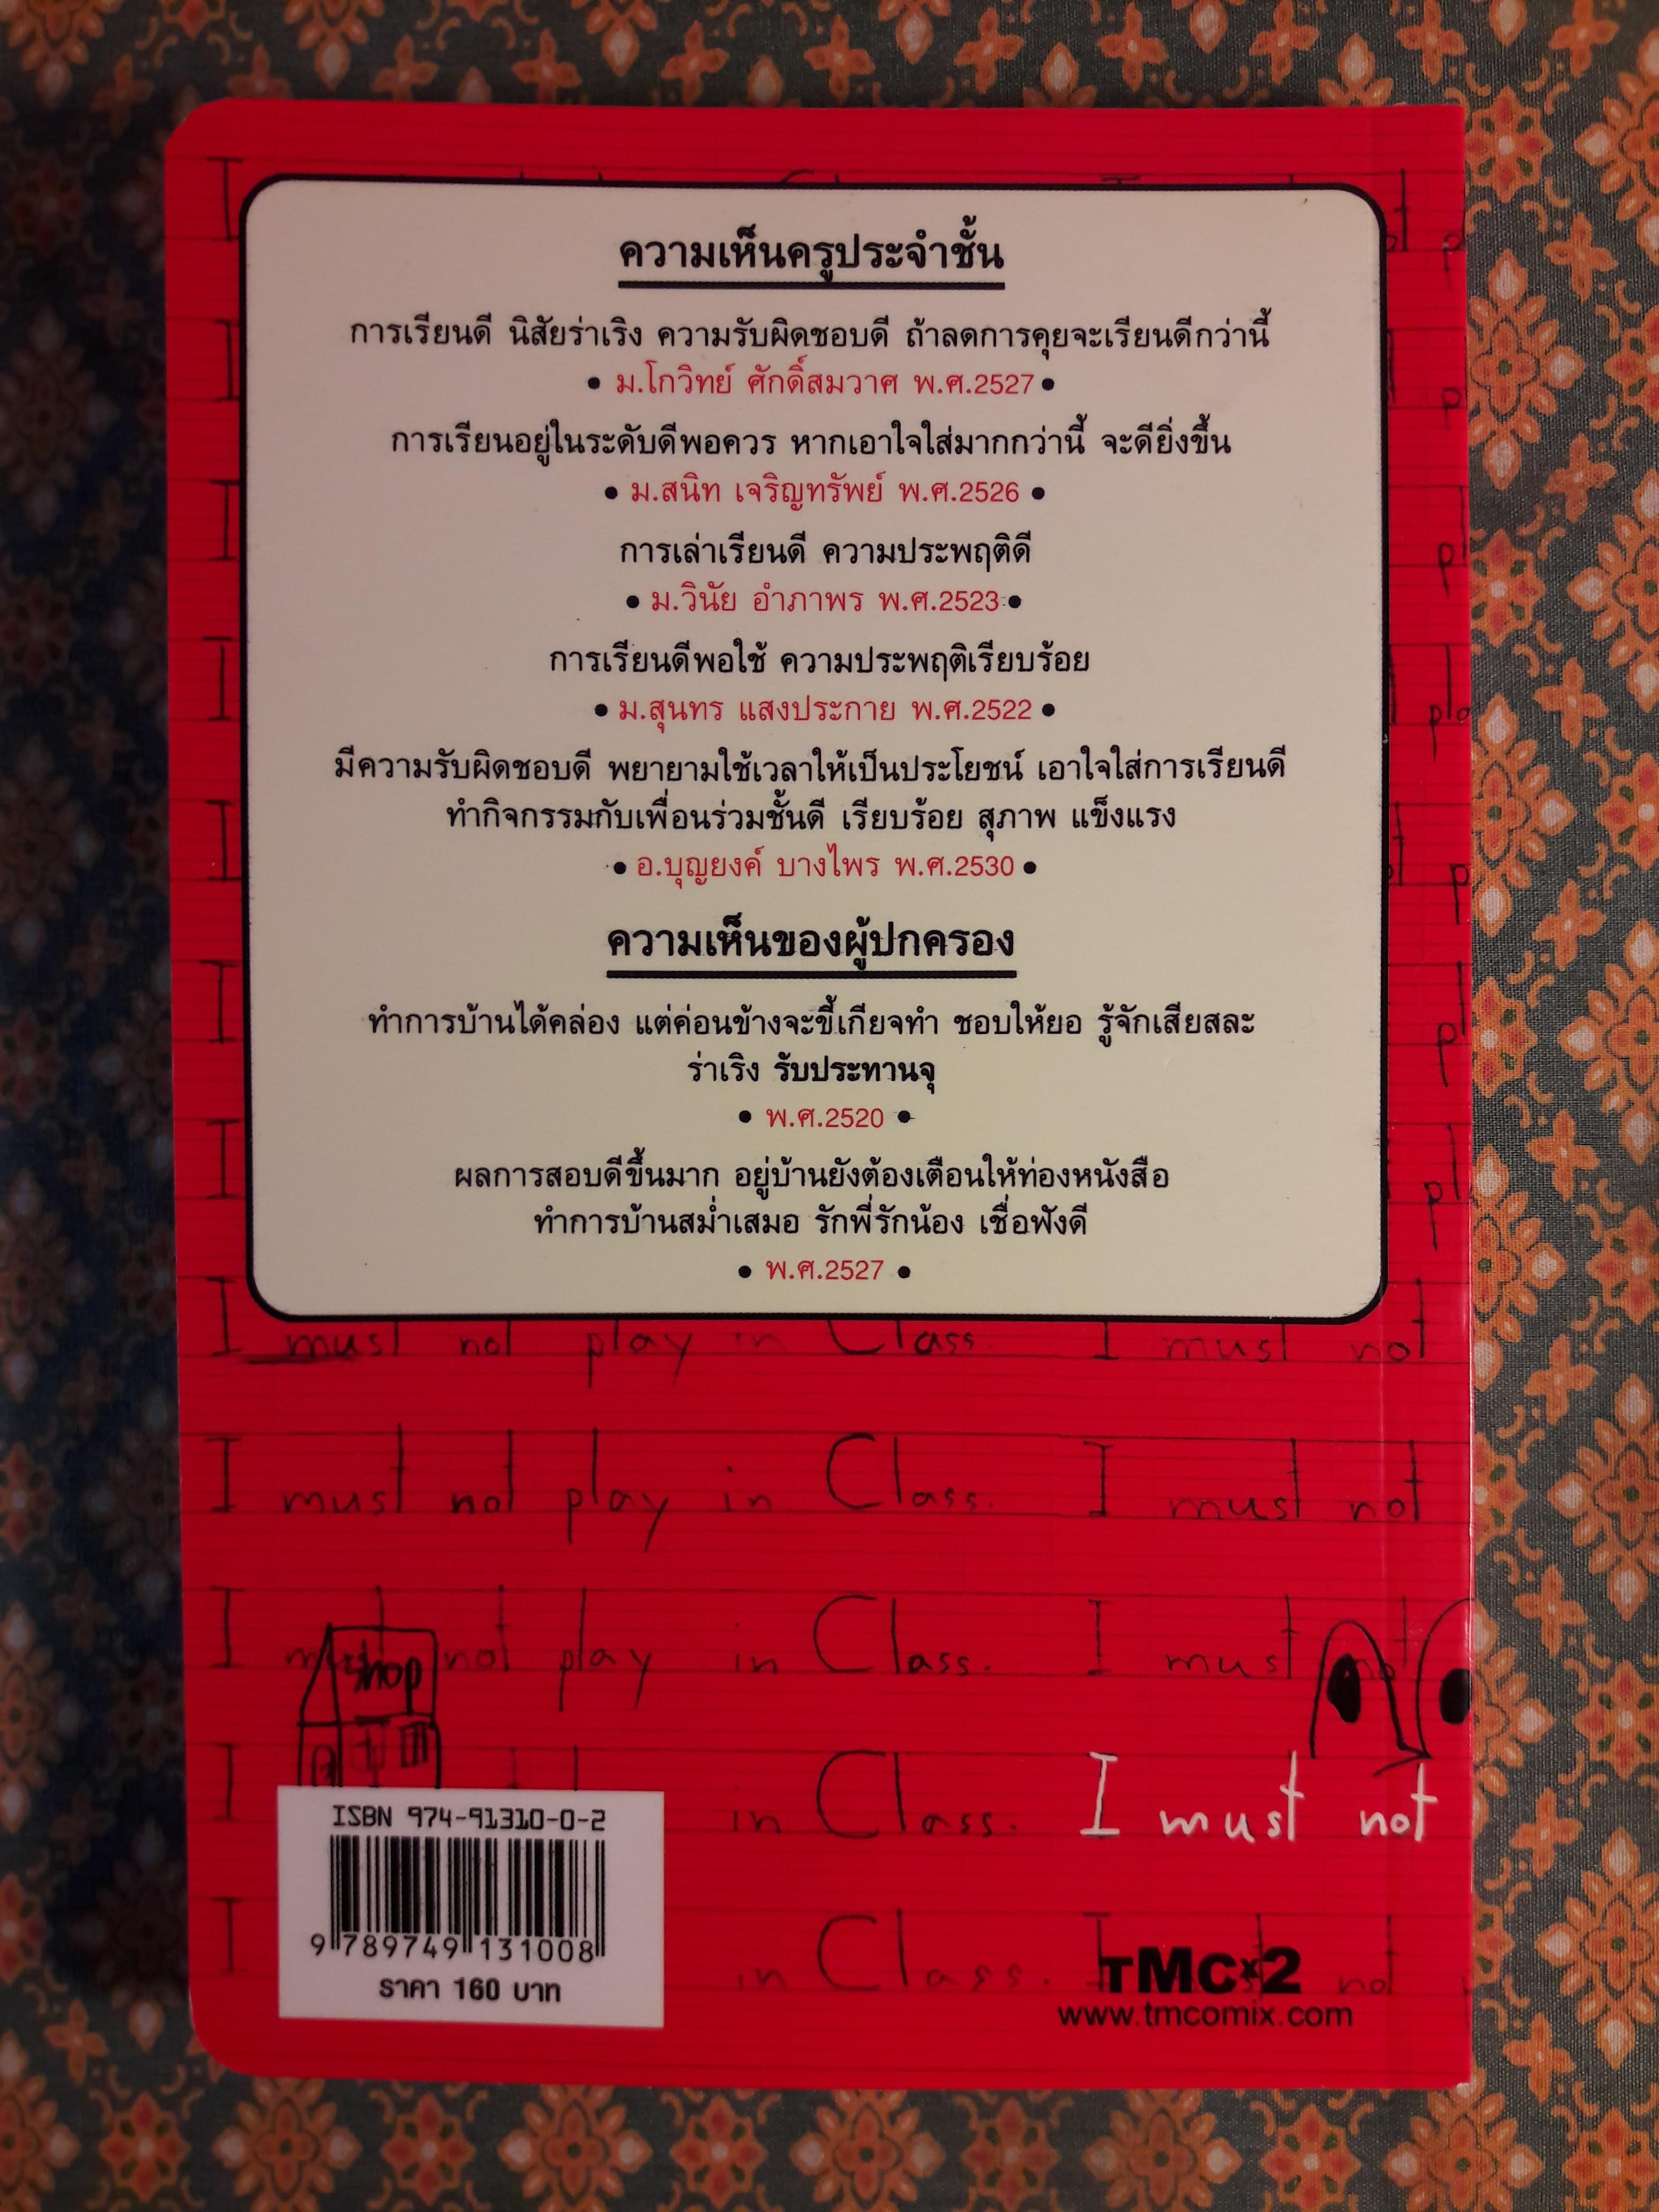 ความเห็นครูประจำชั้น
การเรียนดี นิสัยร่าเริง ความรับผิดชอบดี ถ้าลดการคุยจะเรียนดีกว่านี้
• ม.โกวิทย์ ศักดิ์สมวาศ พ.ศ.2527 •
การเรียนอยู่ในระดับดีพอควร หากเอาใจใส่มากกว่านี้ จะดียิ่งขึ้น
• ม.สนิท เจริญทรัพย์ พ.ศ.2526 •
การเล่าเรียนดี ความประพฤติดี
• ม.วินัย อำภาพร พ.ศ.2523 •
การเรียนดีพอใช้ ความประพฤติเรียบร้อย
• ม.สุนทร แสงประกาย พ.ศ.2522 •
มีความรับผิดชอบดี พยายามใช้เวลาให้เป็นประโยชน์ เอาใจใส่การเรียนดี
ทำกิจกรรมกับเพื่อนร่วมชั้นดี เรียบร้อย สุภาพ แข็งแรง
• อ.บุญยงค์ บางไพร พ.ศ.2530 •
ความเห็นของผู้ปกครอง
ทำการบ้านได้คล่อง แต่ค่อนข้างจะขี้เกียจทำ ชอบให้ยอ รู้จักเสียสละ
ร่าเริง รับประทานจุ
• พ.ศ.2520 •
ผลการสอบดีขึ้นมาก อยู่บ้านยังต้องเตือนให้ท่องหนังสือ
ทำการบ้านสม่ำเสมอ รักพี่รักน้อง เชื่อฟังดี
• พ.ศ.2527 •
I must not play in Class. I must not
I must not play in Class. I must not
I must not play in Class. I must not
shop
I in Class. I must not
I in Class. I not
ISBN 974-91310-0-2
9 789749 131008
ราคา 160 บาท
TMCx2
www.tmcomix.com